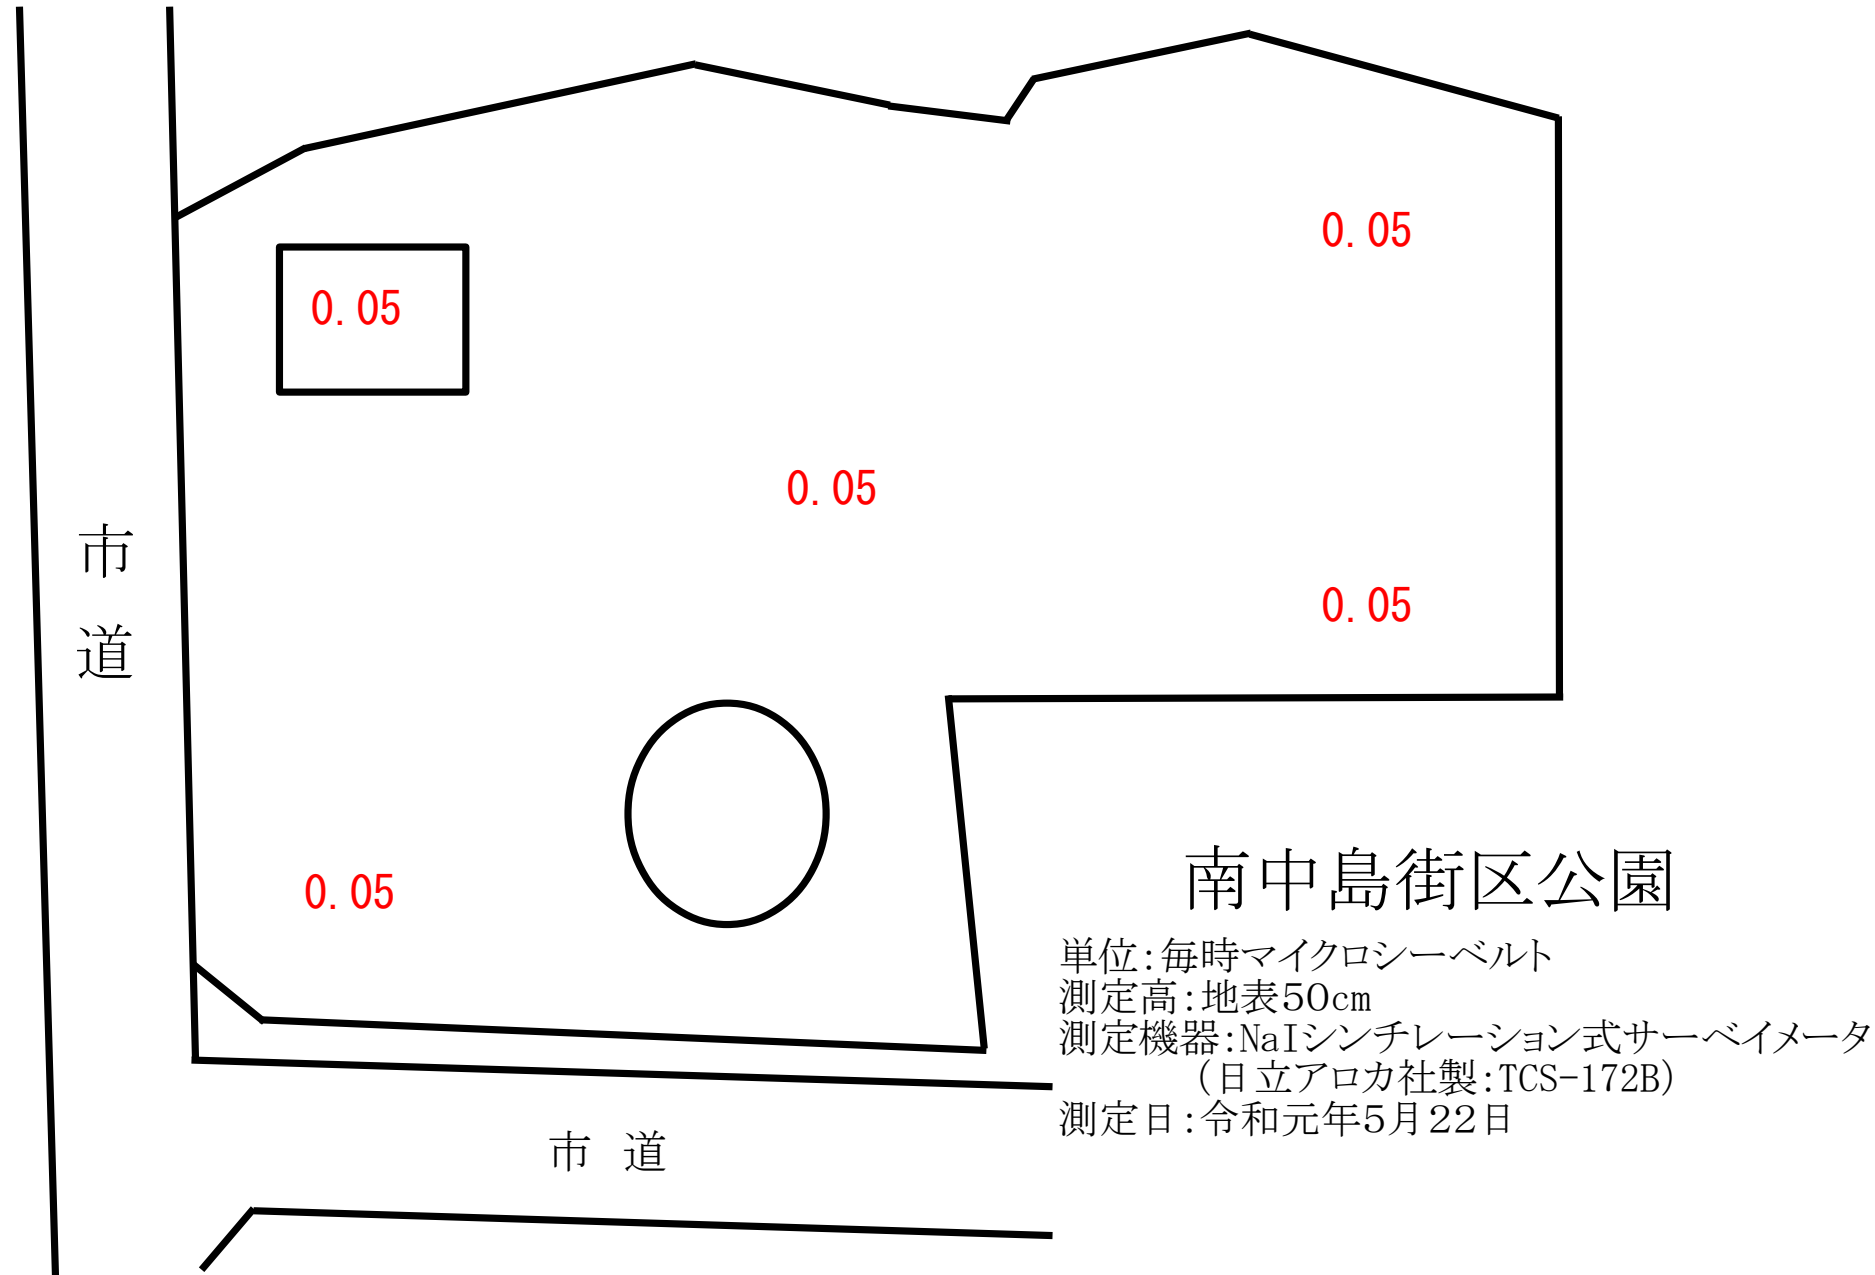 0.05
0.05
0.05
市道
0.05
0.05
南中島街区公園
単位:毎時マイクロシーベルト
測定高:地表50cm
測定機器:NaIシンチレーション式サーベイメータ
(日立アロカ社製:TCS-172B)
測定日:令和元年5月22日
市 道